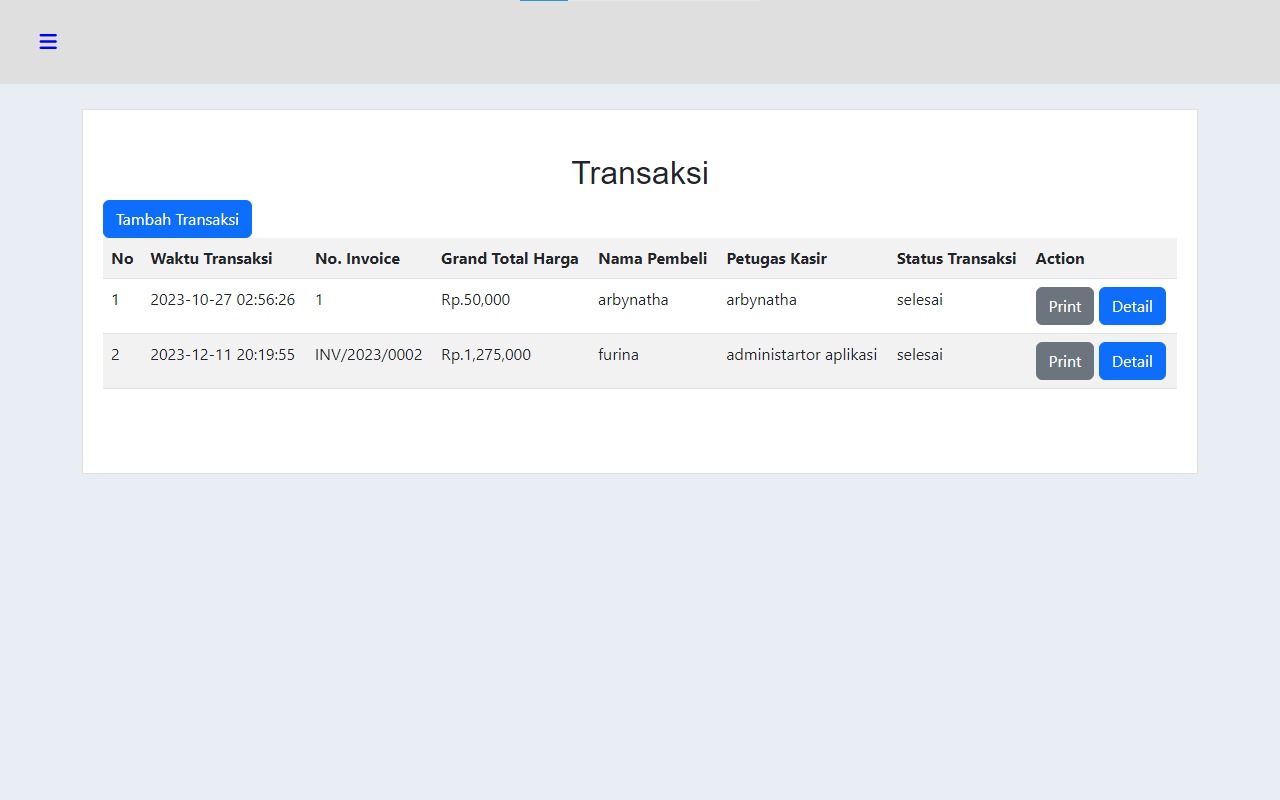 Transaksi
Tambah Transaksi
No Waktu Transaksi No. Invoice Grand Total Harga Nama Pembeli Petugas Kasir Status Transaksi Action
1 2023-10-27 02:56:26 1 Rp.50,000 arbynatha arbynatha selesai Print Detail
2 2023-12-11 20:19:55 INV/2023/0002 Rp.1,275,000 furina administartor aplikasi selesai Print Detail